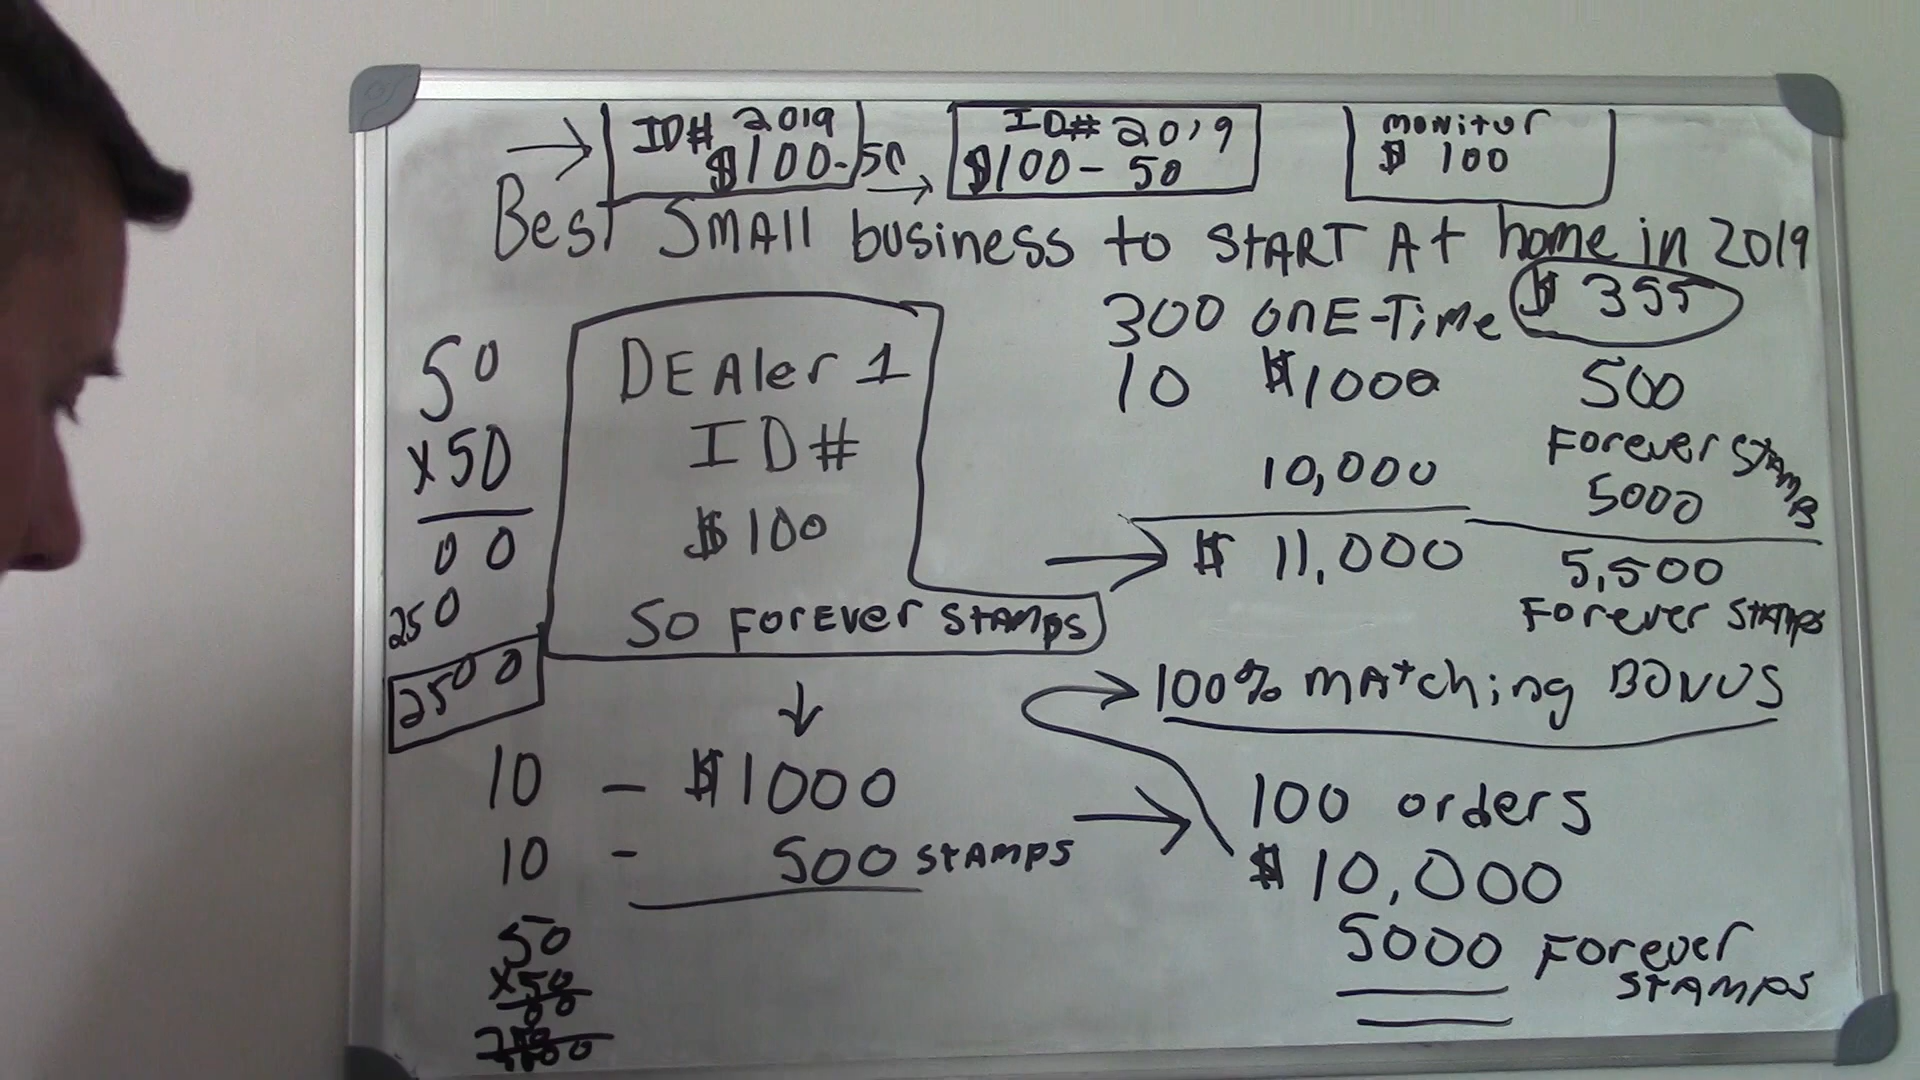 ID# 2019
$100-50
ID# 2019
$100 - 50
monitor
$ 100
Best Small business to START At home in 2019
300 ONE-Time $ 355
50
x50
00
250
2500
DEAler 1
ID#
$100
50 FOREVER STAMPS
10 $1000 500
Forever STAMPS
10,000 5000
$ 11,000 5,500
Forever STAMPS
100% MATching BONUS
10 - $1000
10 - 500 STAMPS
100 orders
$10,000
5000 Forever
STAMPS
50
x50
00